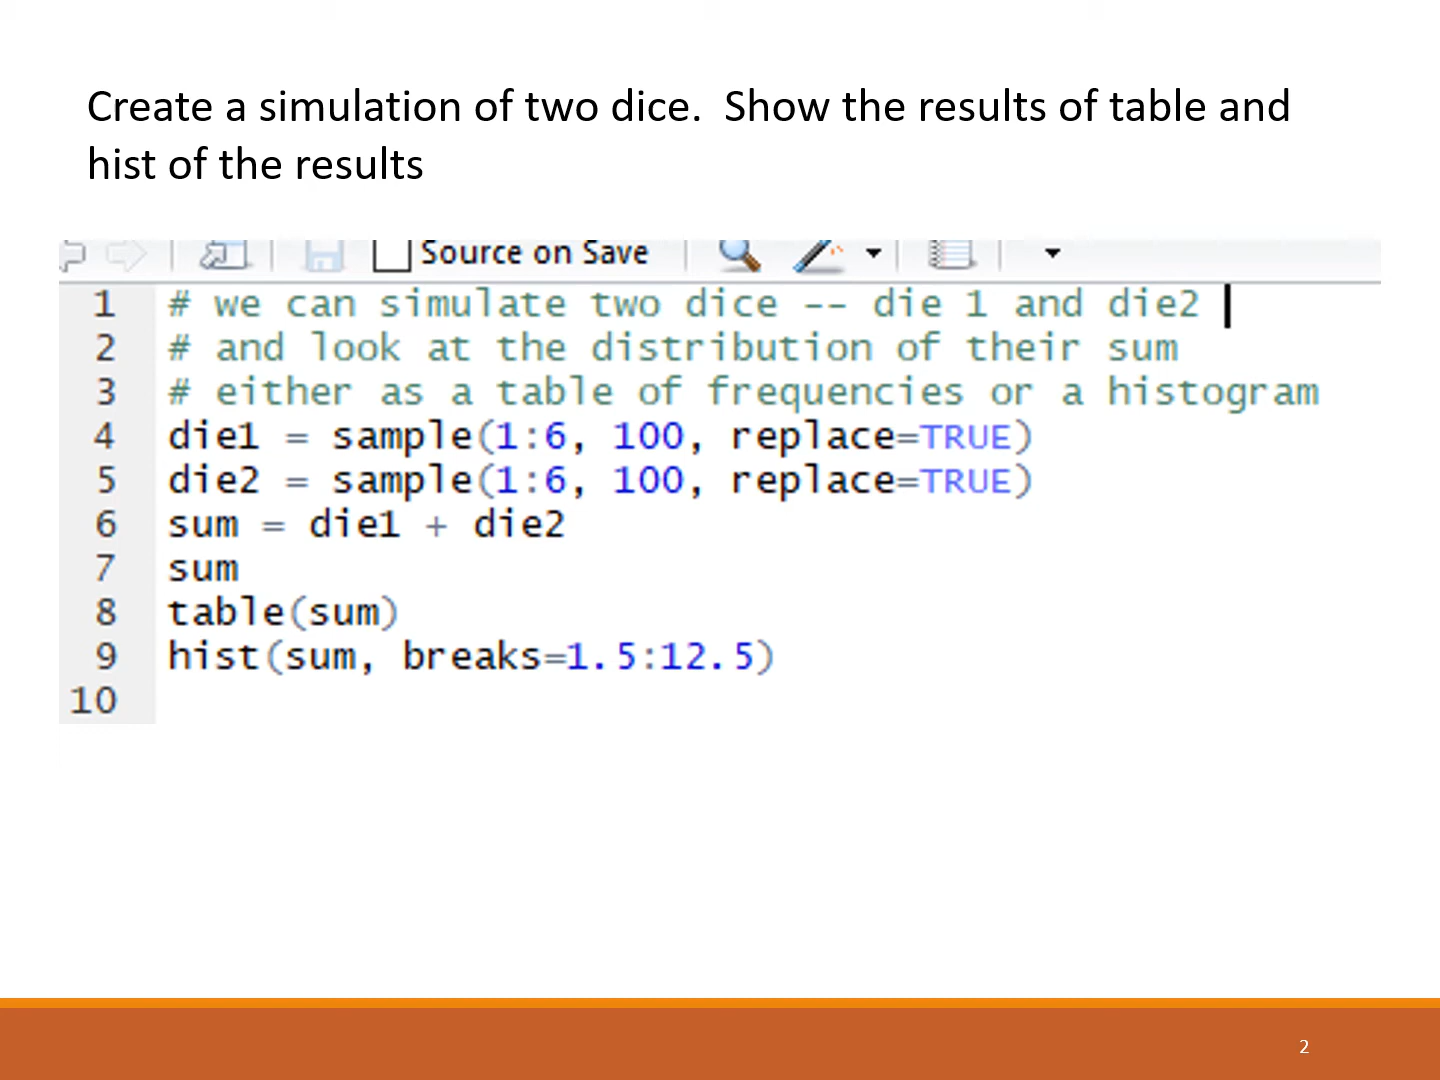 Create a simulation of two dice.  Show the results of table and
hist of the results
Source on Save
1 # we can simulate two dice -- die 1 and die2
2 # and look at the distribution of their sum
3 # either as a table of frequencies or a histogram
4 die1 = sample(1:6, 100, replace=TRUE)
5 die2 = sample(1:6, 100, replace=TRUE)
6 sum = die1 + die2
7 sum
8 table(sum)
9 hist(sum, breaks=1.5:12.5)
10
2